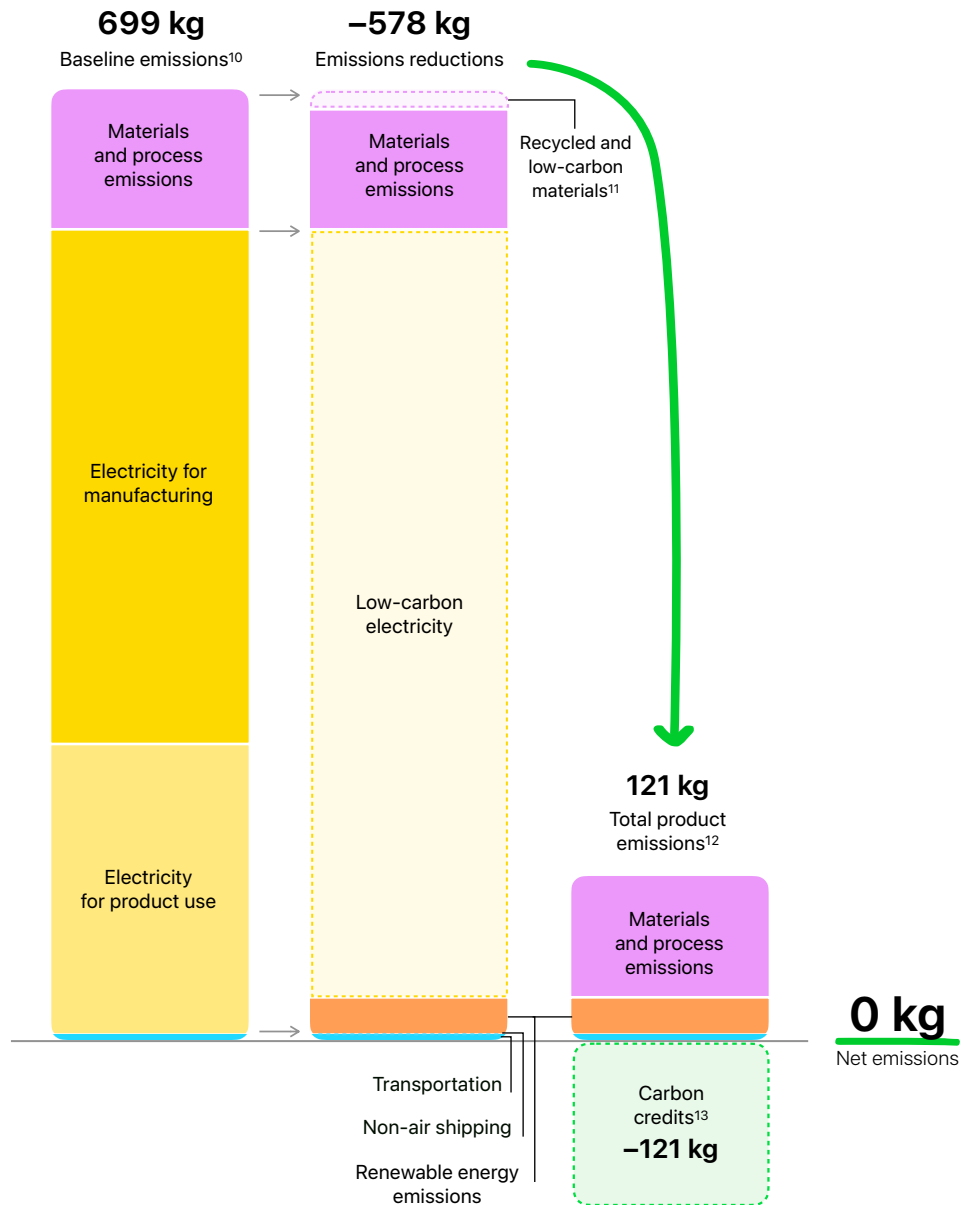 699 kg
Baseline emissions¹⁰
Materials
and process
emissions
Electricity for
manufacturing
Electricity
for product use
–578 kg
Emissions reductions
Recycled and
low-carbon
materials¹¹
Materials
and process
emissions
Low-carbon
electricity
Transportation
Non-air shipping
Renewable energy
emissions
121 kg
Total product
emissions¹²
Materials
and process
emissions
Carbon
credits¹³
–121 kg
0 kg
Net emissions